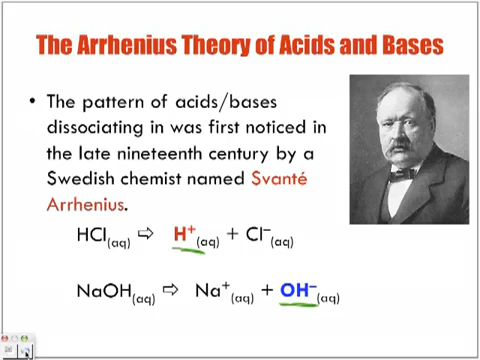 The Arrhenius Theory of Acids and Bases
• The pattern of acids/bases
dissociating in was first noticed in
the late nineteenth century by a
Swedish chemist named Svanté
Arrhenius.
HCl(aq) ⇨ H⁺(aq) + Cl⁻(aq)
NaOH(aq) ⇨ Na⁺(aq) + OH⁻(aq)